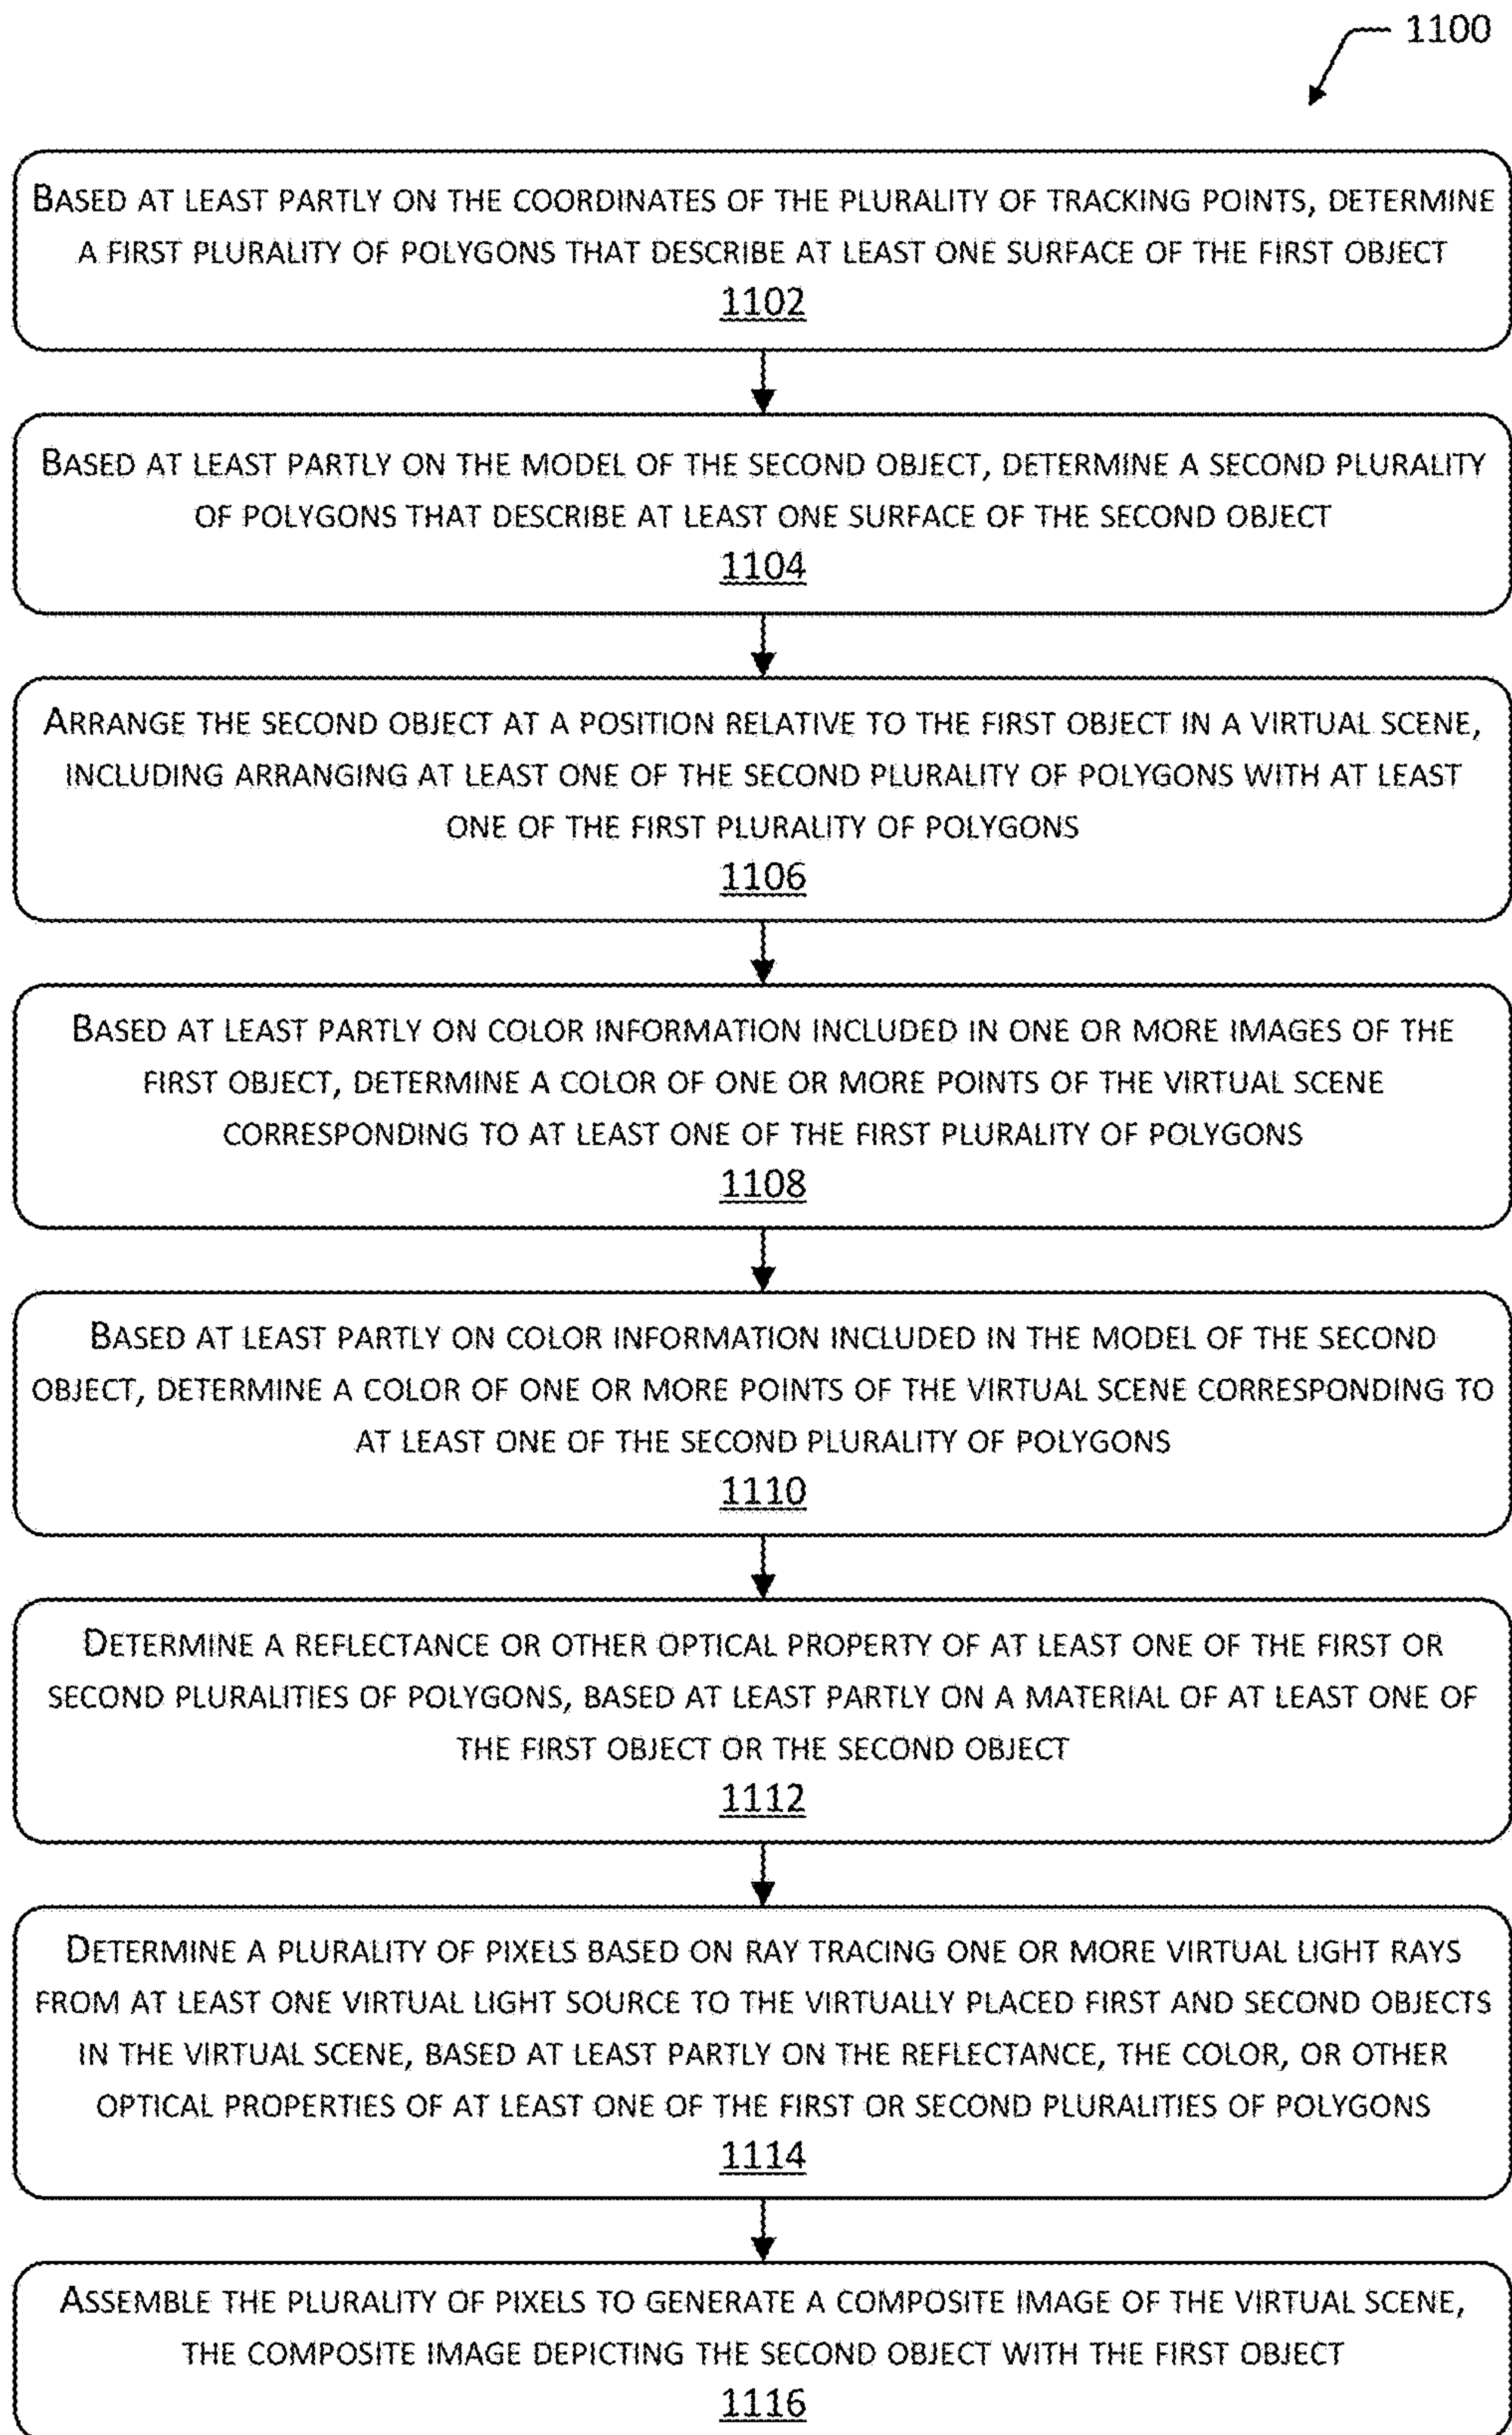 1100
BASED AT LEAST PARTLY ON THE COORDINATES OF THE PLURALITY OF TRACKING POINTS, DETERMINE
A FIRST PLURALITY OF POLYGONS THAT DESCRIBE AT LEAST ONE SURFACE OF THE FIRST OBJECT
1102
BASED AT LEAST PARTLY ON THE MODEL OF THE SECOND OBJECT, DETERMINE A SECOND PLURALITY
OF POLYGONS THAT DESCRIBE AT LEAST ONE SURFACE OF THE SECOND OBJECT
1104
ARRANGE THE SECOND OBJECT AT A POSITION RELATIVE TO THE FIRST OBJECT IN A VIRTUAL SCENE,
INCLUDING ARRANGING AT LEAST ONE OF THE SECOND PLURALITY OF POLYGONS WITH AT LEAST
ONE OF THE FIRST PLURALITY OF POLYGONS
1106
BASED AT LEAST PARTLY ON COLOR INFORMATION INCLUDED IN ONE OR MORE IMAGES OF THE
FIRST OBJECT, DETERMINE A COLOR OF ONE OR MORE POINTS OF THE VIRTUAL SCENE
CORRESPONDING TO AT LEAST ONE OF THE FIRST PLURALITY OF POLYGONS
1108
BASED AT LEAST PARTLY ON COLOR INFORMATION INCLUDED IN THE MODEL OF THE SECOND
OBJECT, DETERMINE A COLOR OF ONE OR MORE POINTS OF THE VIRTUAL SCENE CORRESPONDING TO
AT LEAST ONE OF THE SECOND PLURALITY OF POLYGONS
1110
DETERMINE A REFLECTANCE OR OTHER OPTICAL PROPERTY OF AT LEAST ONE OF THE FIRST OR
SECOND PLURALITIES OF POLYGONS, BASED AT LEAST PARTLY ON A MATERIAL OF AT LEAST ONE OF
THE FIRST OBJECT OR THE SECOND OBJECT
1112
DETERMINE A PLURALITY OF PIXELS BASED ON RAY TRACING ONE OR MORE VIRTUAL LIGHT RAYS
FROM AT LEAST ONE VIRTUAL LIGHT SOURCE TO THE VIRTUALLY PLACED FIRST AND SECOND OBJECTS
IN THE VIRTUAL SCENE, BASED AT LEAST PARTLY ON THE REFLECTANCE, THE COLOR, OR OTHER
OPTICAL PROPERTIES OF AT LEAST ONE OF THE FIRST OR SECOND PLURALITIES OF POLYGONS
1114
ASSEMBLE THE PLURALITY OF PIXELS TO GENERATE A COMPOSITE IMAGE OF THE VIRTUAL SCENE,
THE COMPOSITE IMAGE DEPICTING THE SECOND OBJECT WITH THE FIRST OBJECT
1116